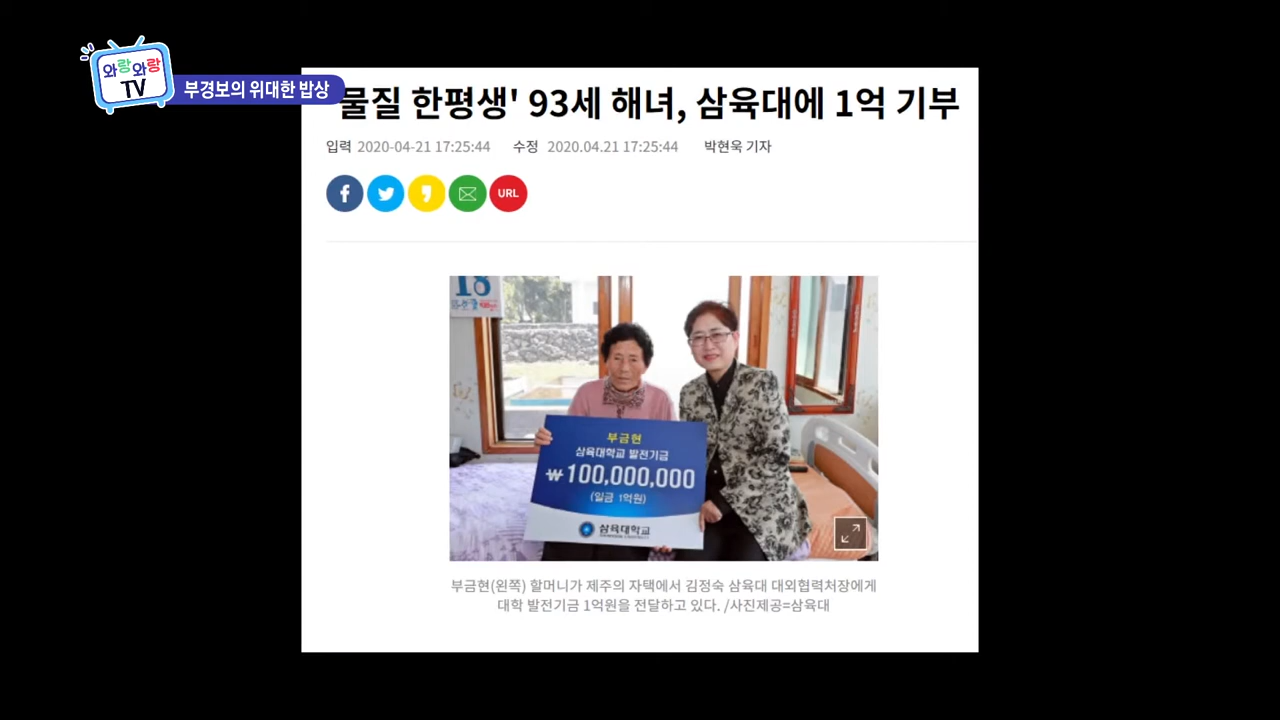 와랑와랑
TV
부경보의 위대한 밥상
물질 한평생' 93세 해녀, 삼육대에 1억 기부
입력 2020-04-21 17:25:44 수정 2020.04.21 17:25:44 박현욱 기자
URL
18
부금현
삼육대학교 발전기금
₩100,000,000
(일금 1억원)
삼육대학교
부금현(왼쪽) 할머니가 제주의 자택에서 김정숙 삼육대 대외협력처장에게
대학 발전기금 1억원을 전달하고 있다. /사진제공=삼육대